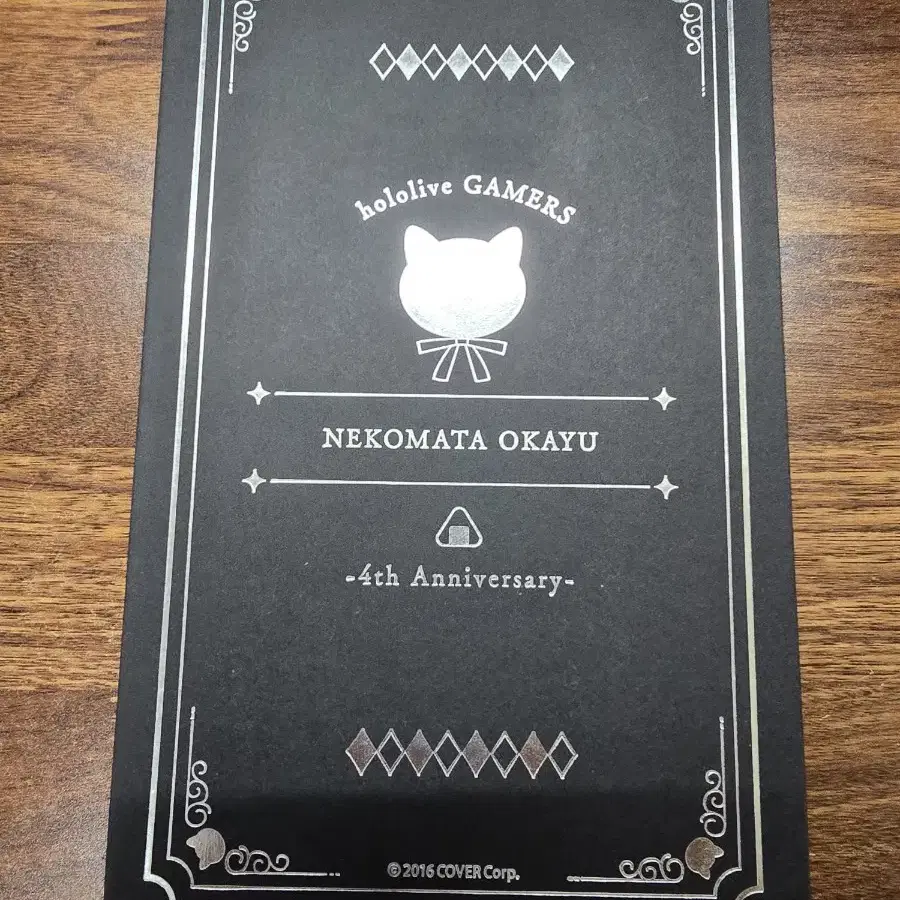 hololive GAMERS
NEKOMATA OKAYU
-4th Anniversary-
© 2016 COVER Corp.